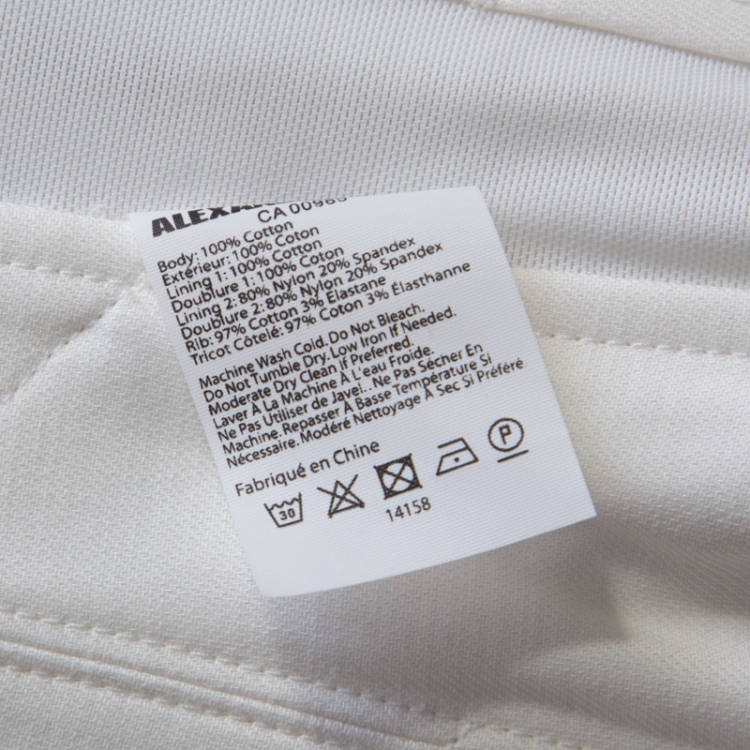 CA 00985
Body: 100% Cotton
Extérieur: 100% Coton
Lining 1: 100% Cotton
Doublure 1: 100% Coton
Lining 2: 80% Nylon 20% Spandex
Doublure 2: 80% Nylon 20% Spandex
Rib: 97% Cotton 3% Elastane
Tricot Côtelé: 97% Coton 3% Élasthanne
Machine Wash Cold. Do Not Bleach.
Do Not Tumble Dry. Low Iron If Needed.
Moderate Dry Clean If Preferred.
Laver À La Machine À L'eau Froide.
Ne Pas Utiliser de Javel.. Ne Pas Sécher En
Machine. Repasser À Basse Température Si
Nécessaire. Modéré Nettoyage À Sec Si Préféré
Fabriqué en Chine
30
P
14158